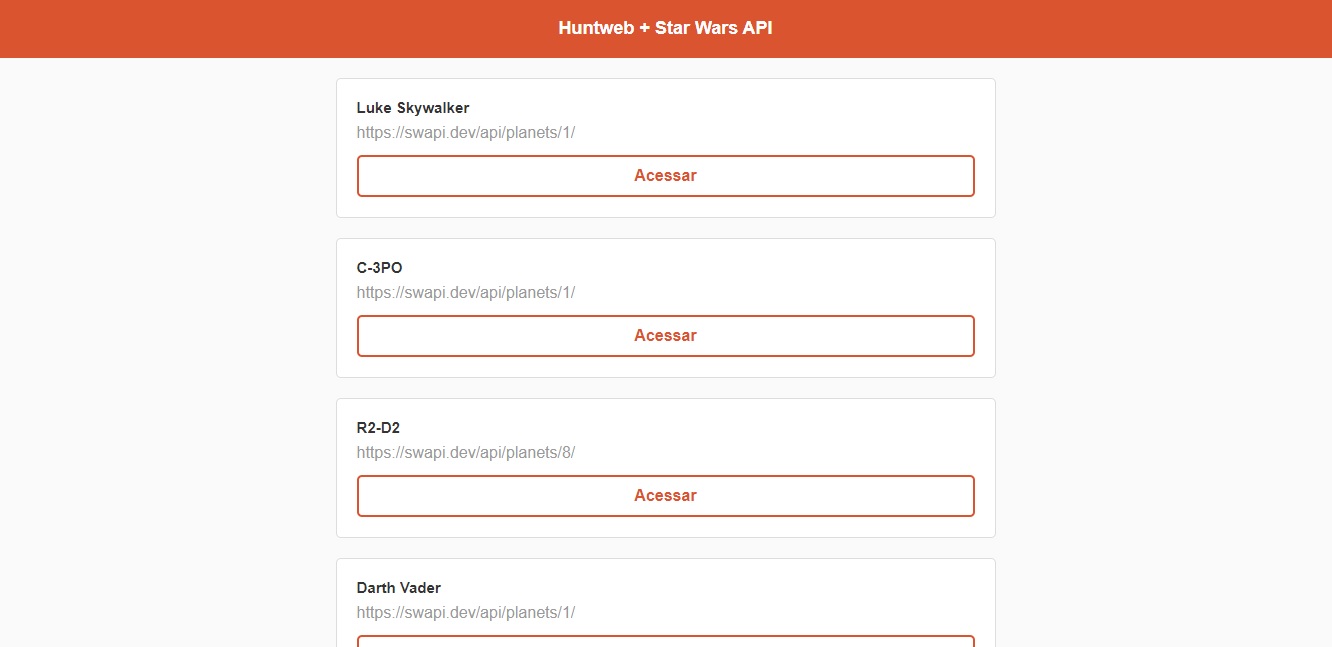 Huntweb + Star Wars API
Luke Skywalker
https://swapi.dev/api/planets/1/
Acessar
C-3PO
https://swapi.dev/api/planets/1/
Acessar
R2-D2
https://swapi.dev/api/planets/8/
Acessar
Darth Vader
https://swapi.dev/api/planets/1/